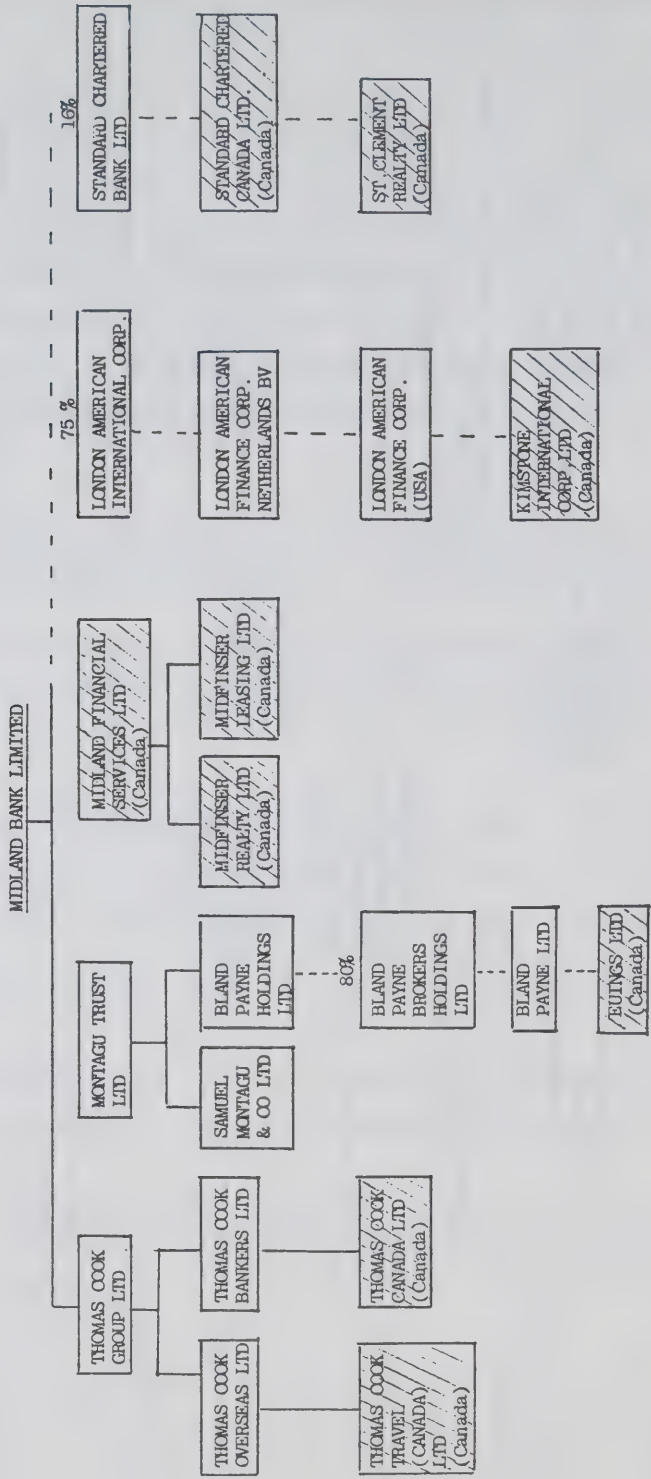 MIDLAND BANK LIMITED
THOMAS COOK
GROUP LTD
THOMAS COOK
OVERSEAS LTD
THOMAS COOK
TRAVEL
(CANADA)
LTD
(Canada)
THOMAS COOK
BANKERS LTD
THOMAS COOK
CANADA LTD
(Canada)
MONTAGU TRUST
LTD
SAMUEL
MONTAGU
& CO LTD
BLAND
PAYNE
HOLDINGS
LTD
80%
BLAND
PAYNE
BROKERS
HOLDINGS
LTD
BLAND
PAYNE LTD
EUINGS LTD
(Canada)
MIDLAND FINANCIAL
SERVICES LTD
(Canada)
MIDFINSER
REALTY LTD
(Canada)
MIDFINSER
LEASING LTD
(Canada)
75%
LONDON AMERICAN
INTERNATIONAL CORP.
LONDON AMERICAN
FINANCE CORP.
NETHERLANDS BV
LONDON AMERICAN
FINANCE CORP.
(USA)
KIMSTONE
INTERNATIONAL
CORP LTD
(Canada)
16%
STANDARD CHARTERED
BANK LTD
STANDARD CHARTERED
CANADA LTD.
(Canada)
ST CLEMENT
REALTY LTD
(Canada)